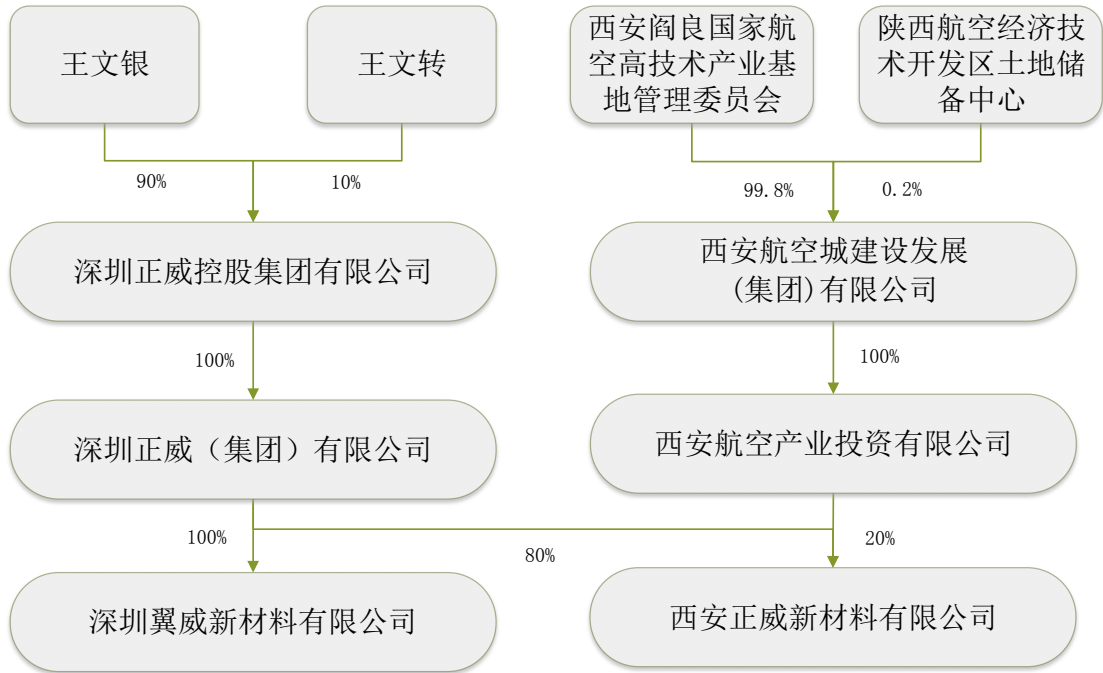 王文银
王文转
西安阎良国家航
空高技术产业基
地管理委员会
陕西航空经济技
术开发区土地储
备中心
90%
10%
99.8%
0.2%
深圳正威控股集团有限公司
西安航空城建设发展
(集团)有限公司
100%
100%
深圳正威（集团）有限公司
西安航空产业投资有限公司
100%
80%
20%
深圳翼威新材料有限公司
西安正威新材料有限公司